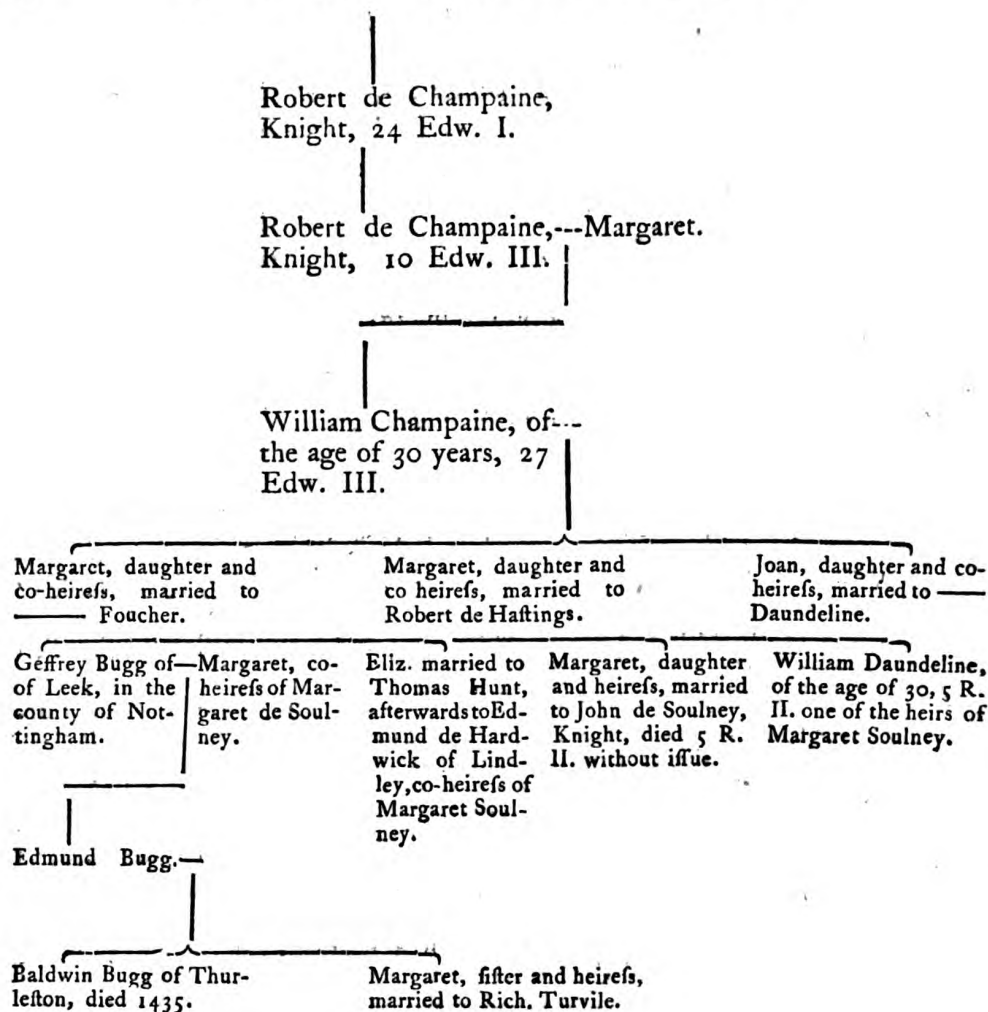 Robert de Champaine,
Knight, 24 Edw. I.
Robert de Champaine,---Margaret.
Knight, 10 Edw. III.
William Champaine, of---
the age of 30 years, 27
Edw. III.
Margaret, daughter and
co-heireſs, married to
—— Foucher.
Margaret, daughter and
co heireſs, married to
Robert de Haſtings.
Joan, daughter and co-
heireſs, married to ——
Daundeline.
Geffrey Bugg of—
of Leek, in the
county of Not-
tingham.
Margaret, co-
heireſs of Mar-
garet de Soul-
ney.
Eliz. married to
Thomas Hunt,
afterwards to Ed-
mund de Hard-
wick of Lind-
ley, co-heireſs of
Margaret Soul-
ney.
Margaret, daughter
and heireſs, married
to John de Soulney,
Knight, died 5 R.
II. without iſſue.
William Daundeline,
of the age of 30, 5 R.
II. one of the heirs of
Margaret Soulney.
Edmund Bugg.—
Baldwin Bugg of Thur-
leſton, died 1435.
Margaret, ſiſter and heireſs,
married to Rich. Turvile.